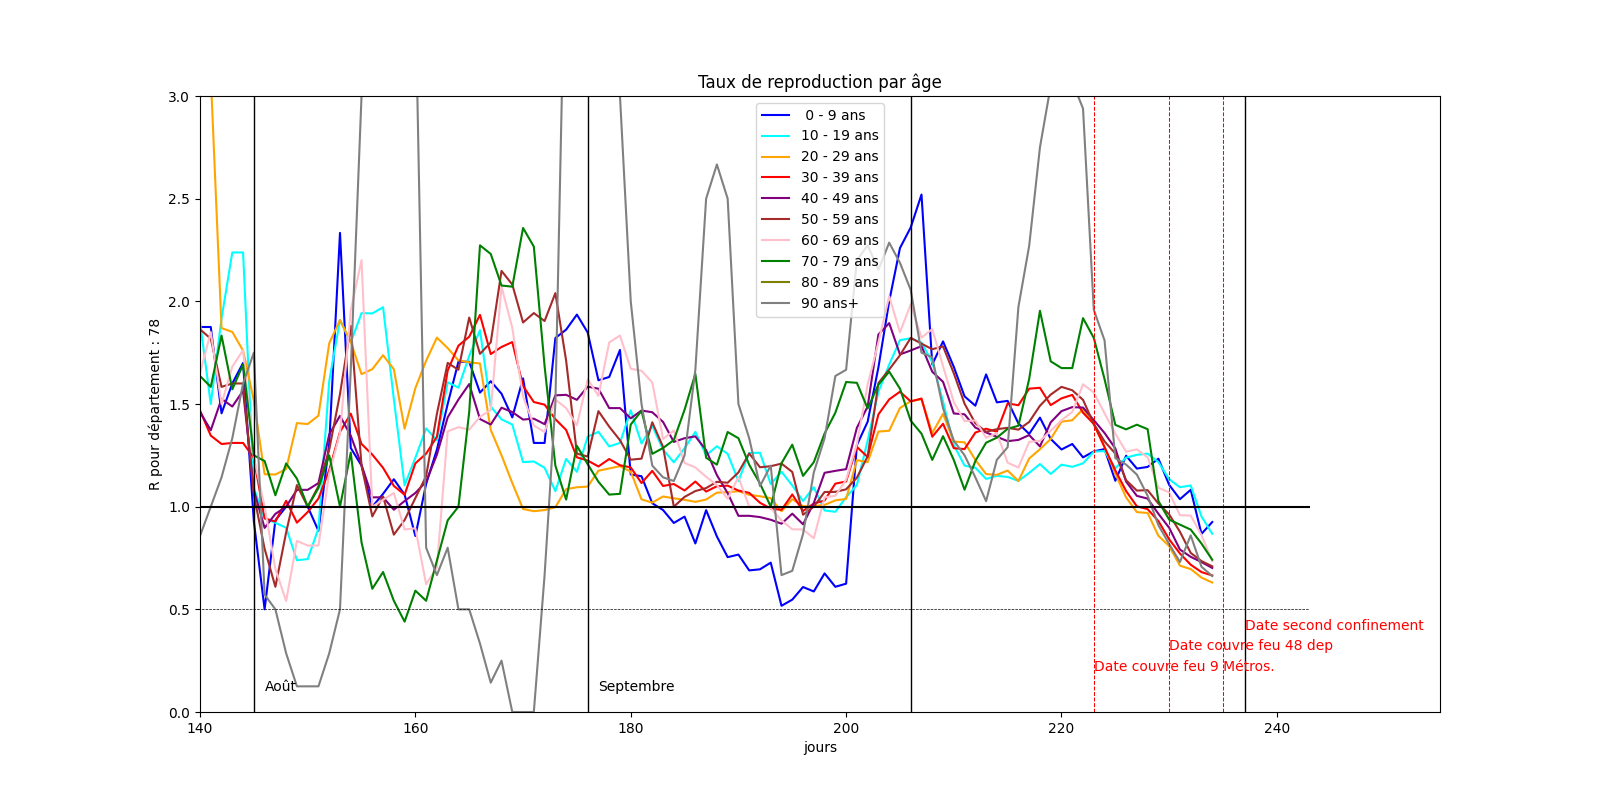 Taux de reproduction par âge
R pour département : 78
3.0
2.5
2.0
1.5
1.0
0.5
0.0
0 - 9 ans
10 - 19 ans
20 - 29 ans
30 - 39 ans
40 - 49 ans
50 - 59 ans
60 - 69 ans
70 - 79 ans
80 - 89 ans
90 ans+
Date second confinement
Date couvre feu 48 dep
Date couvre feu 9 Métros.
Août
Septembre
140
160
180
200
220
240
jours